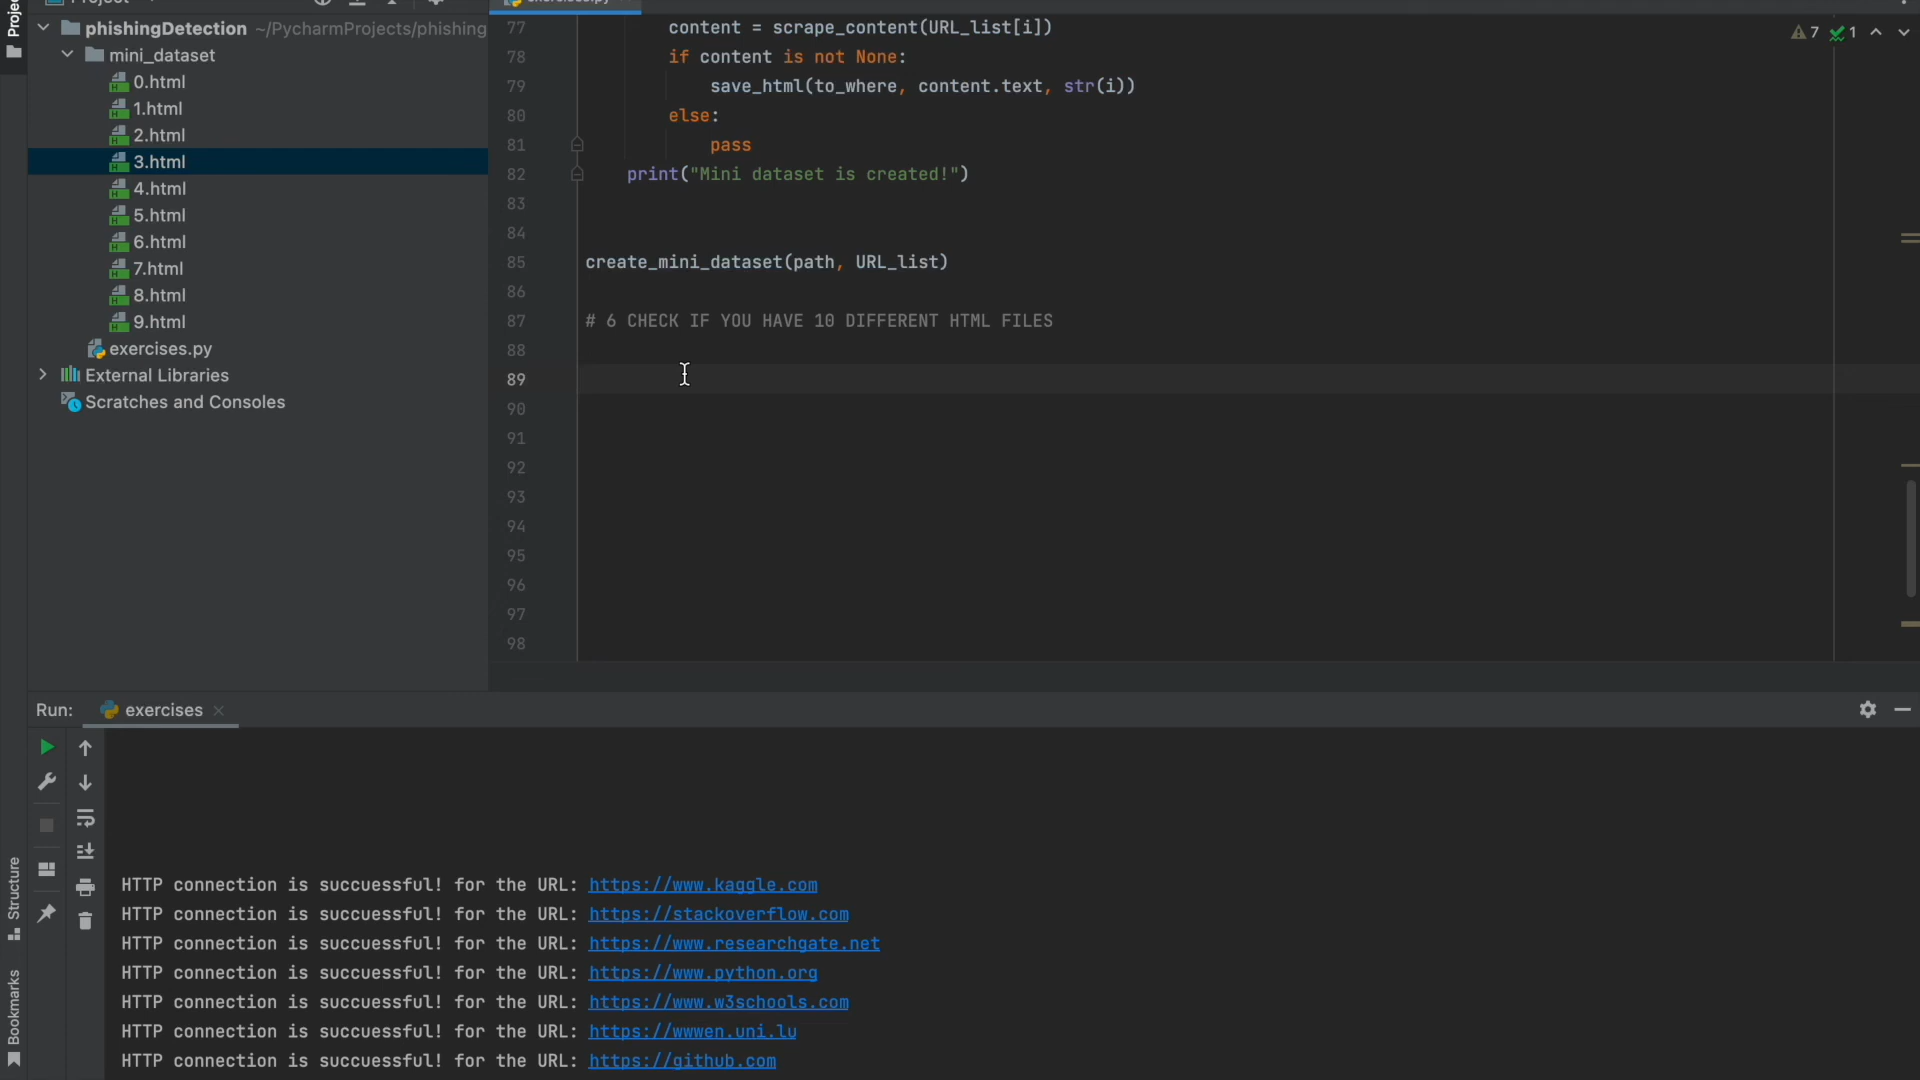 Project
exercises.py
Project
phishingDetection ~/PycharmProjects/phishing
mini_dataset
0.html
1.html
2.html
3.html
4.html
5.html
6.html
7.html
8.html
9.html
exercises.py
External Libraries
Scratches and Consoles
77 content = scrape_content(URL_list[i])
78 if content is not None:
79 save_html(to_where, content.text, str(i))
80 else:
81 pass
82 print("Mini dataset is created!")
83
84
85 create_mini_dataset(path, URL_list)
86
87 # 6 CHECK IF YOU HAVE 10 DIFFERENT HTML FILES
88
89
90
91
92
93
94
95
96
97
98
7 1
Run: exercises
HTTP connection is succuessful! for the URL: https://www.kaggle.com
HTTP connection is succuessful! for the URL: https://stackoverflow.com
HTTP connection is succuessful! for the URL: https://www.researchgate.net
HTTP connection is succuessful! for the URL: https://www.python.org
HTTP connection is succuessful! for the URL: https://www.w3schools.com
HTTP connection is succuessful! for the URL: https://wwwen.uni.lu
HTTP connection is succuessful! for the URL: https://github.com
Structure
Bookmarks